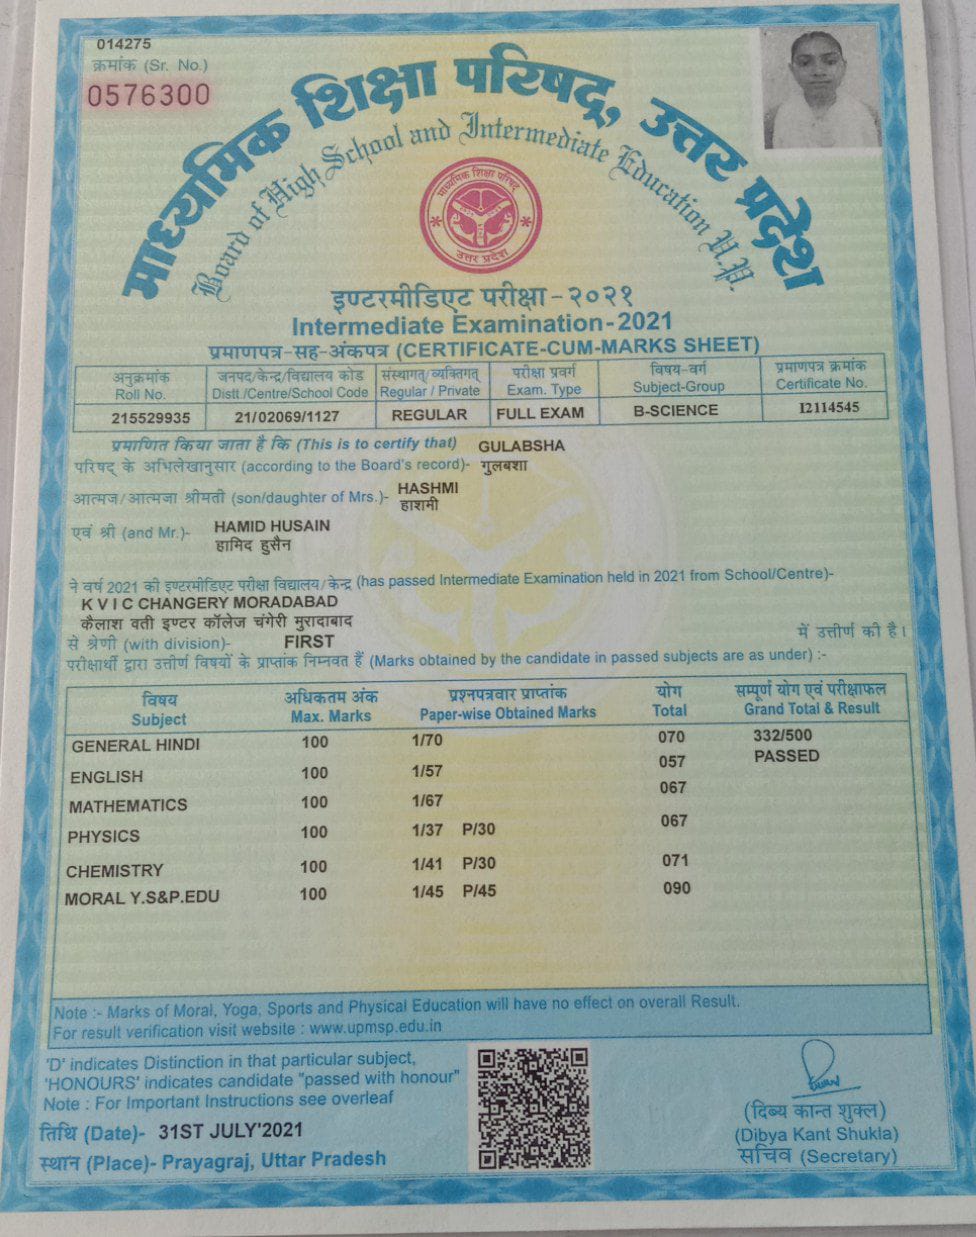 014275
क्रमांक (Sr. No.)
0576300
माध्यमिक शिक्षा परिषद्, उत्तर प्रदेश
Board of High School and Intermediate Education U.P.
माध्यमिक शिक्षा परिषद्
उत्तर प्रदेश
इण्टरमीडिएट परीक्षा-२०२१
Intermediate Examination-2021
प्रमाणपत्र-सह-अंकपत्र (CERTIFICATE-CUM-MARKS SHEET)
अनुक्रमांक जनपद/केन्द्र/विद्यालय कोड संस्थागत/व्यक्तिगत परीक्षा प्रवर्ग विषय-वर्ग प्रमाणपत्र क्रमांक
Roll No. Distt./Centre/School Code Regular / Private Exam. Type Subject-Group Certificate No.
215529935 21/02069/1127 REGULAR FULL EXAM B-SCIENCE I2114545
प्रमाणित किया जाता है कि (This is to certify that) GULABSHA
परिषद् के अभिलेखानुसार (according to the Board's record)- गुलबशा
आत्मज/आत्मजा श्रीमती (son/daughter of Mrs.)- HASHMI
हाशमी
एवं श्री (and Mr.)- HAMID HUSAIN
हामिद हुसैन
ने वर्ष 2021 की इण्टरमीडिएट परीक्षा विद्यालय/केन्द्र (has passed Intermediate Examination held in 2021 from School/Centre)-
K V I C CHANGERY MORADABAD
कैलाश वती इण्टर कॉलेज चंगेरी मुरादाबाद
से श्रेणी (with division)- FIRST में उत्तीर्ण की है।
परीक्षार्थी द्वारा उत्तीर्ण विषयों के प्राप्तांक निम्नवत हैं (Marks obtained by the candidate in passed subjects are as under) :-
विषय अधिकतम अंक प्रश्नपत्रवार प्राप्तांक योग सम्पूर्ण योग एवं परीक्षाफल
Subject Max. Marks Paper-wise Obtained Marks Total Grand Total & Result
GENERAL HINDI 100 1/70 070 332/500
PASSED
ENGLISH 100 1/57 057
MATHEMATICS 100 1/67 067
PHYSICS 100 1/37 P/30 067
CHEMISTRY 100 1/41 P/30 071
MORAL Y.S&P.EDU 100 1/45 P/45 090
Note :- Marks of Moral, Yoga, Sports and Physical Education will have no effect on overall Result.
For result verification visit website : www.upmsp.edu.in
'D' indicates Distinction in that particular subject,
'HONOURS' indicates candidate "passed with honour"
Note : For Important Instructions see overleaf
तिथि (Date)- 31ST JULY'2021
स्थान (Place)- Prayagraj, Uttar Pradesh
(दिब्य कान्त शुक्ल)
(Dibya Kant Shukla)
सचिव (Secretary)